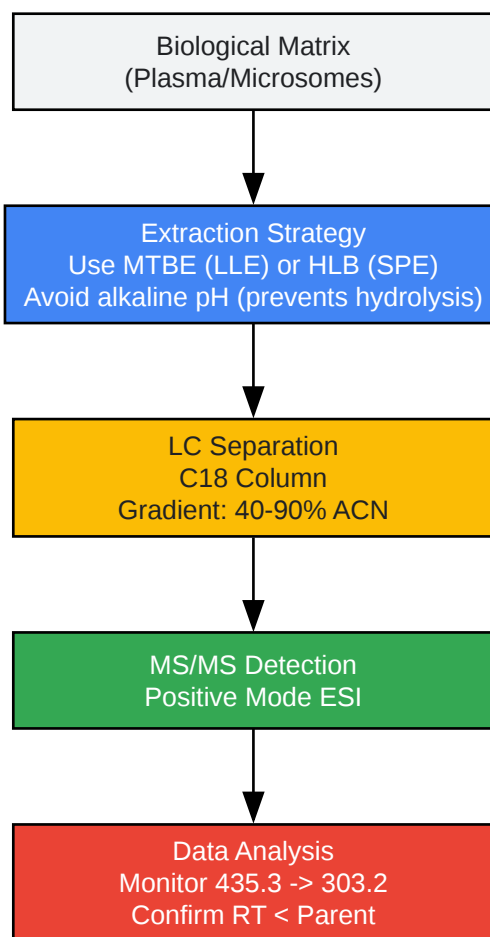 Biological Matrix
(Plasma/Microsomes)
Extraction Strategy
Use MTBE (LLE) or HLB (SPE)
Avoid alkaline pH (prevents hydrolysis)
LC Separation
C18 Column
Gradient: 40-90% ACN
MS/MS Detection
Positive Mode ESI
Data Analysis
Monitor 435.3 -> 303.2
Confirm RT < Parent